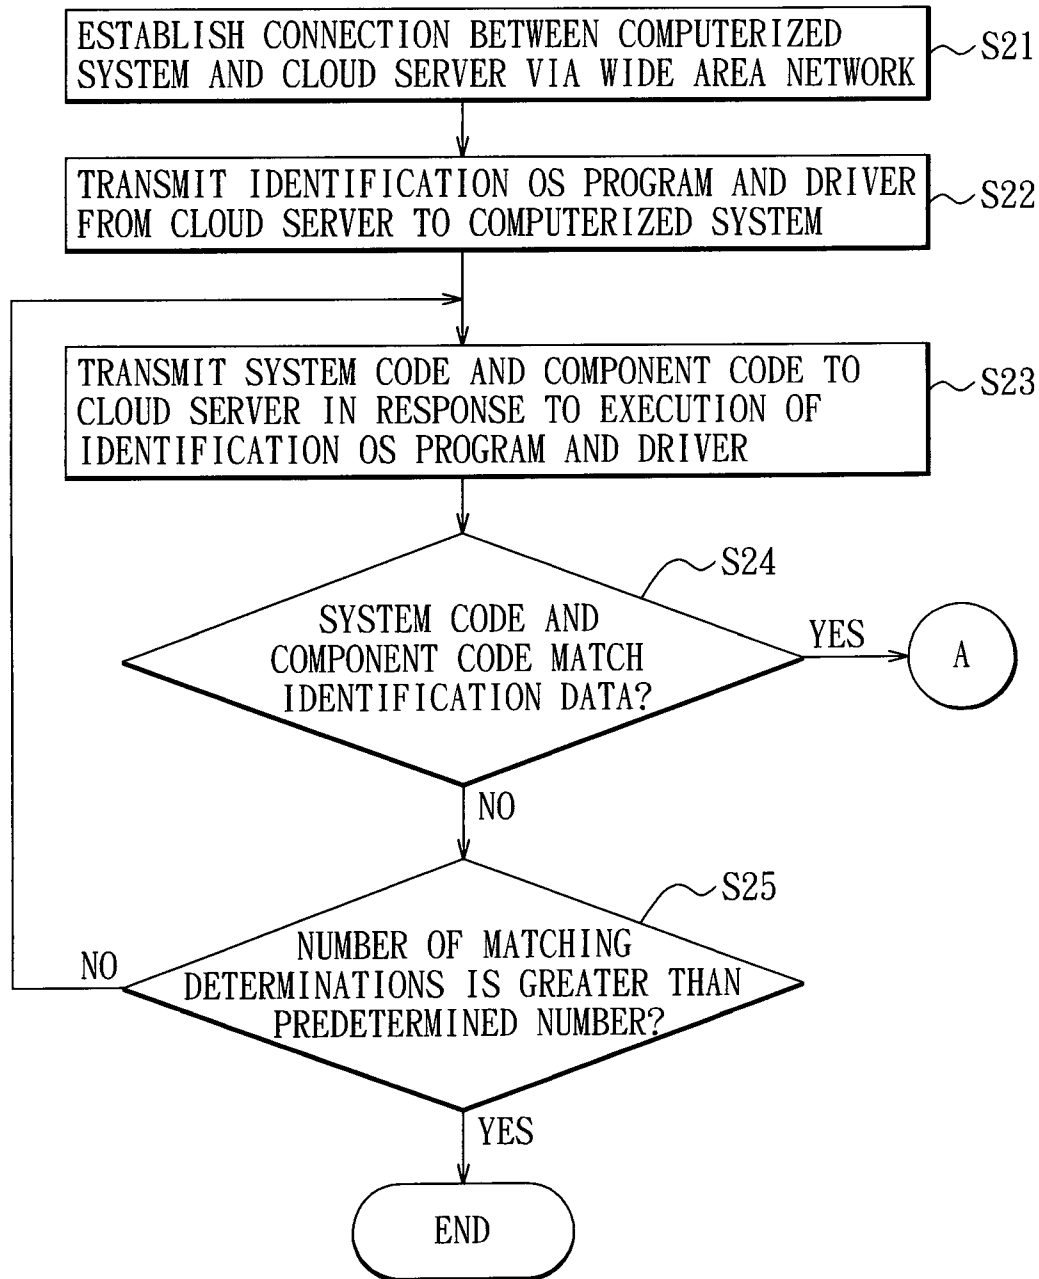 ESTABLISH CONNECTION BETWEEN COMPUTERIZED
SYSTEM AND CLOUD SERVER VIA WIDE AREA NETWORK
S21
TRANSMIT IDENTIFICATION OS PROGRAM AND DRIVER
FROM CLOUD SERVER TO COMPUTERIZED SYSTEM
S22
TRANSMIT SYSTEM CODE AND COMPONENT CODE TO
CLOUD SERVER IN RESPONSE TO EXECUTION OF
IDENTIFICATION OS PROGRAM AND DRIVER
S23
S24
SYSTEM CODE AND
COMPONENT CODE MATCH
IDENTIFICATION DATA?
YES
A
NO
S25
NUMBER OF MATCHING
DETERMINATIONS IS GREATER THAN
PREDETERMINED NUMBER?
NO
YES
END